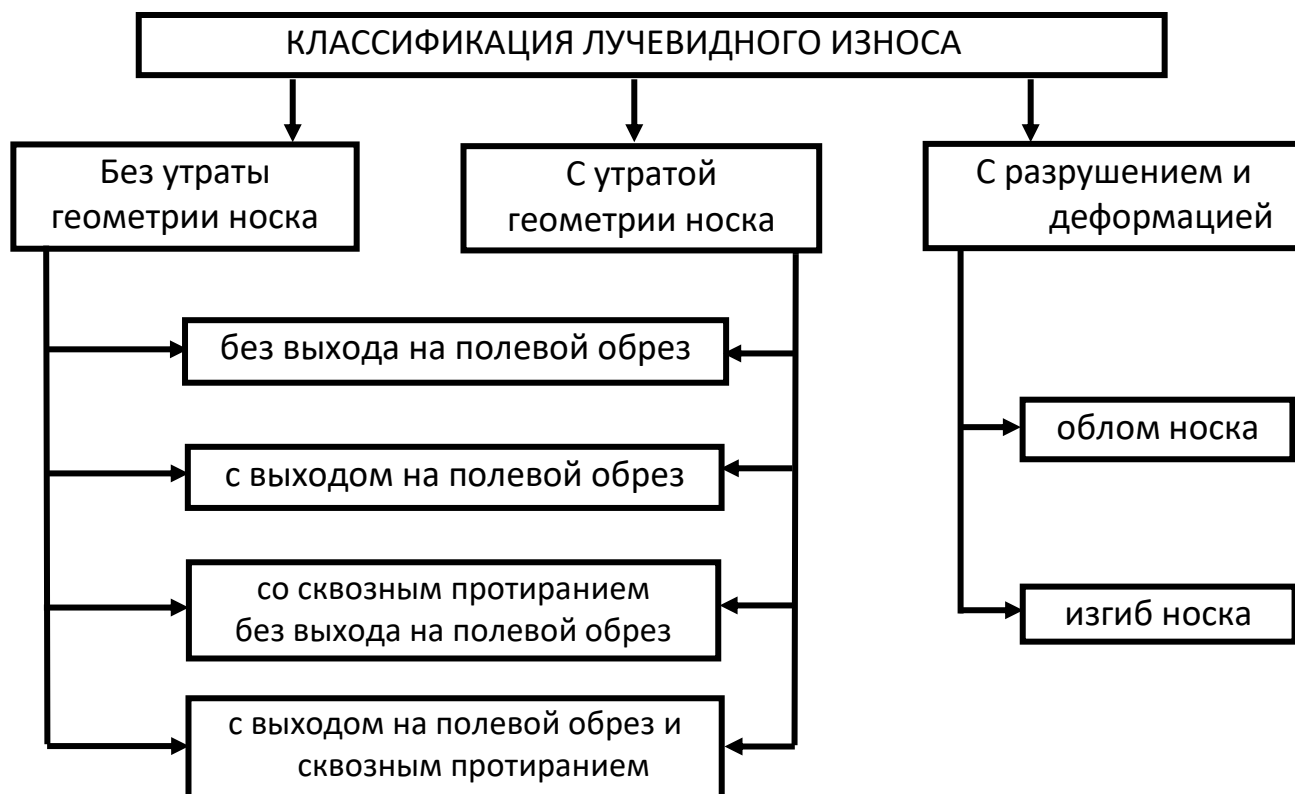 КЛАССИФИКАЦИЯ ЛУЧЕВИДНОГО ИЗНОСА
Без утраты
геометрии носка
С утратой
геометрии носка
С разрушением и
деформацией
без выхода на полевой обрез
с выходом на полевой обрез
со сквозным протиранием
без выхода на полевой обрез
с выходом на полевой обрез и
сквозным протиранием
облом носка
изгиб носка